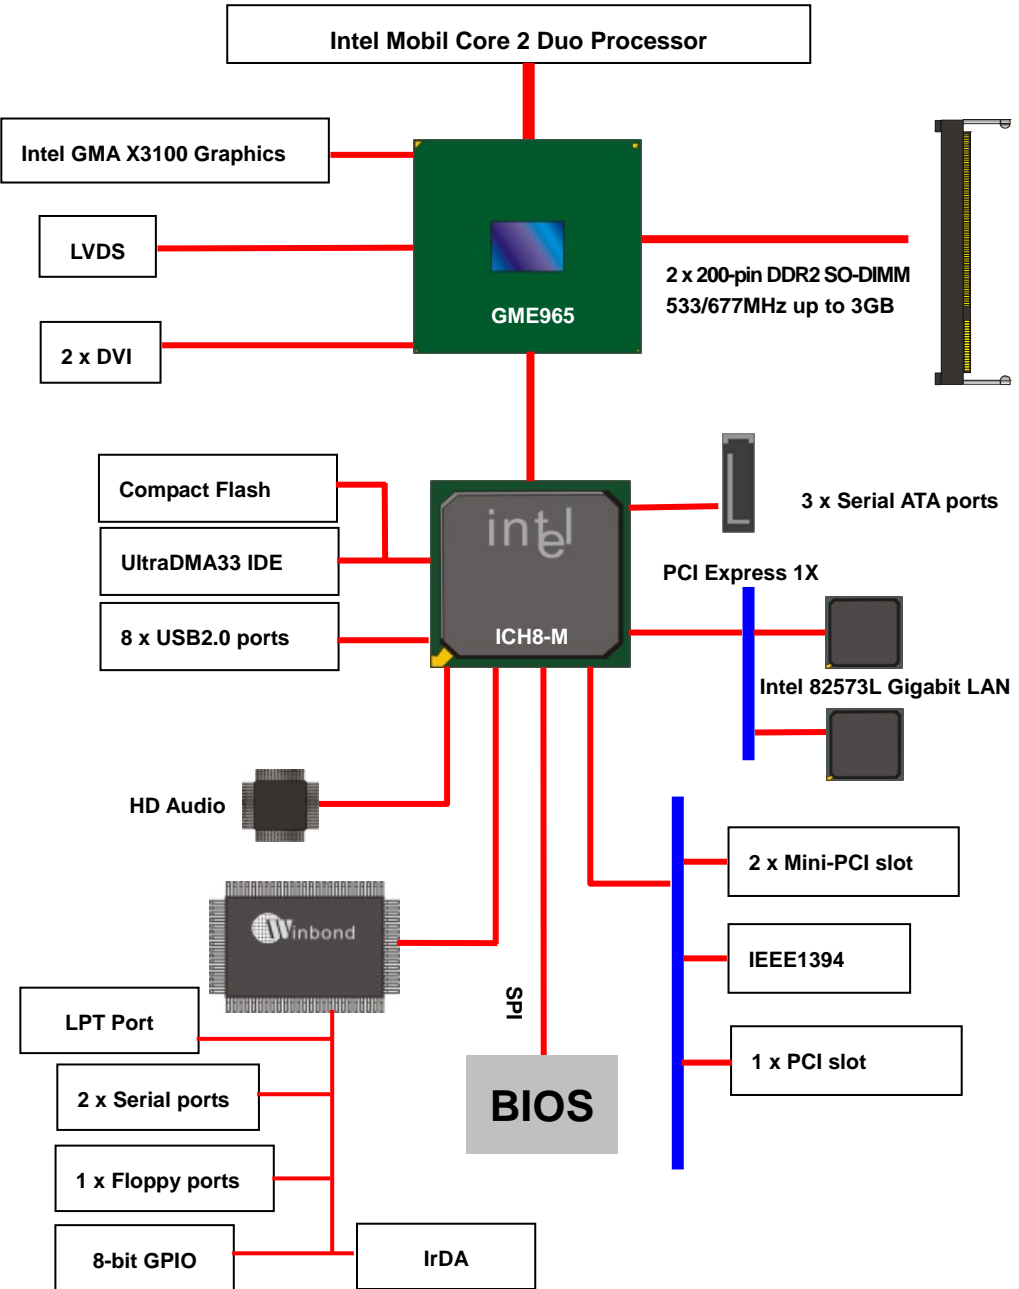 Intel Mobil Core 2 Duo Processor
Intel GMA X3100 Graphics
LVDS
2 x DVI
GME965
2 x 200-pin DDR2 SO-DIMM
533/677MHz up to 3GB
Compact Flash
UltraDMA33 IDE
8 x USB2.0 ports
intel
ICH8-M
3 x Serial ATA ports
PCI Express 1X
Intel 82573L Gigabit LAN
HD Audio
Winbond
2 x Mini-PCI slot
IEEE1394
1 x PCI slot
SPI
BIOS
LPT Port
2 x Serial ports
1 x Floppy ports
8-bit GPIO
IrDA